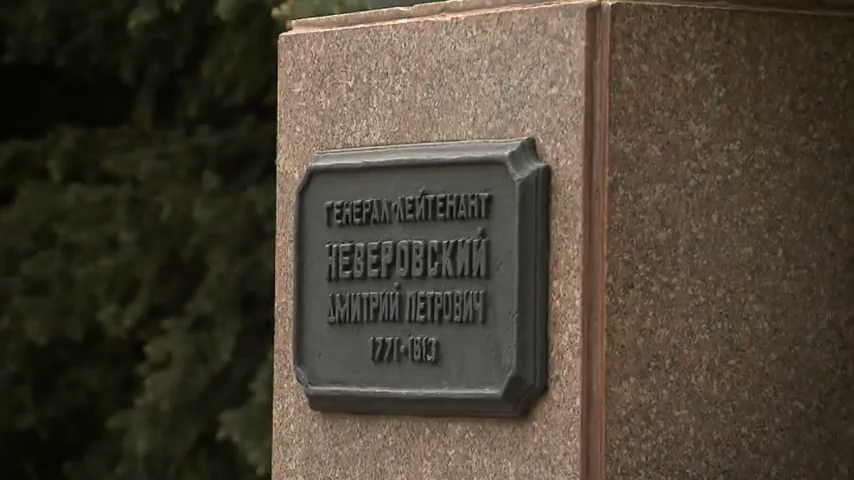 ГЕНЕРАЛ-ЛЕЙТЕНАНТ
НЕВЕРОВСКИЙ
ДМИТРИЙ ПЕТРОВИЧ
1771-1813